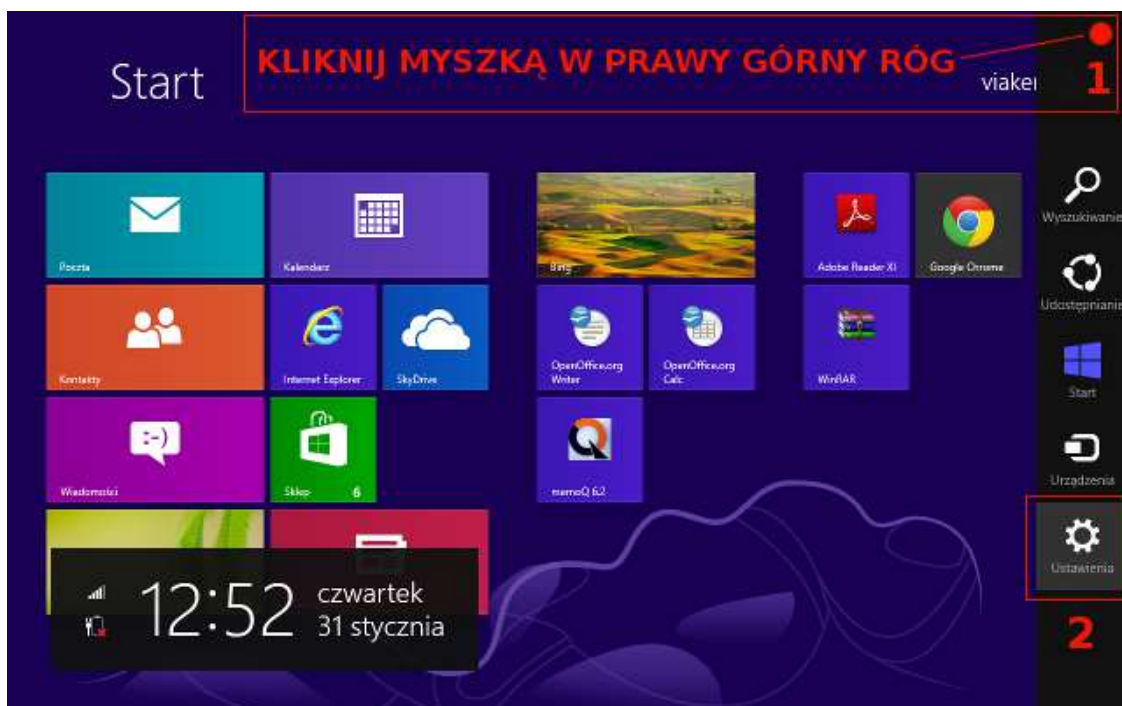 KLIKNIJ MYSZKĄ W PRAWY GÓRNY RÓG
1
Start
viake
Wyszukiwanie
Poczta
Kalendarz
Bing
Adobe Reader XI
Google Chrome
Udostępnianie
Kontakty
Internet Explorer
SkyDrive
OpenOffice.org
Writer
OpenOffice.org
Calc
WinRAR
Start
:-)
Wiadomości
Sklep
6
memoQ 6.2
Urządzenia
Ustawienia
12:52
czwartek
31 stycznia
2